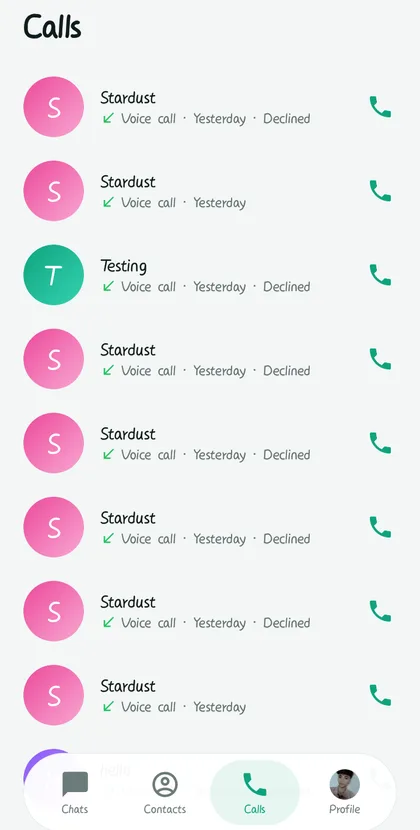 Calls
S
Stardust
↙ Voice call · Yesterday · Declined
S
Stardust
↙ Voice call · Yesterday
T
Testing
↙ Voice call · Yesterday · Declined
S
Stardust
↙ Voice call · Yesterday · Declined
S
Stardust
↙ Voice call · Yesterday · Declined
S
Stardust
↙ Voice call · Yesterday · Declined
S
Stardust
↙ Voice call · Yesterday · Declined
S
Stardust
↙ Voice call · Yesterday
Chats
Contacts
Calls
Profile